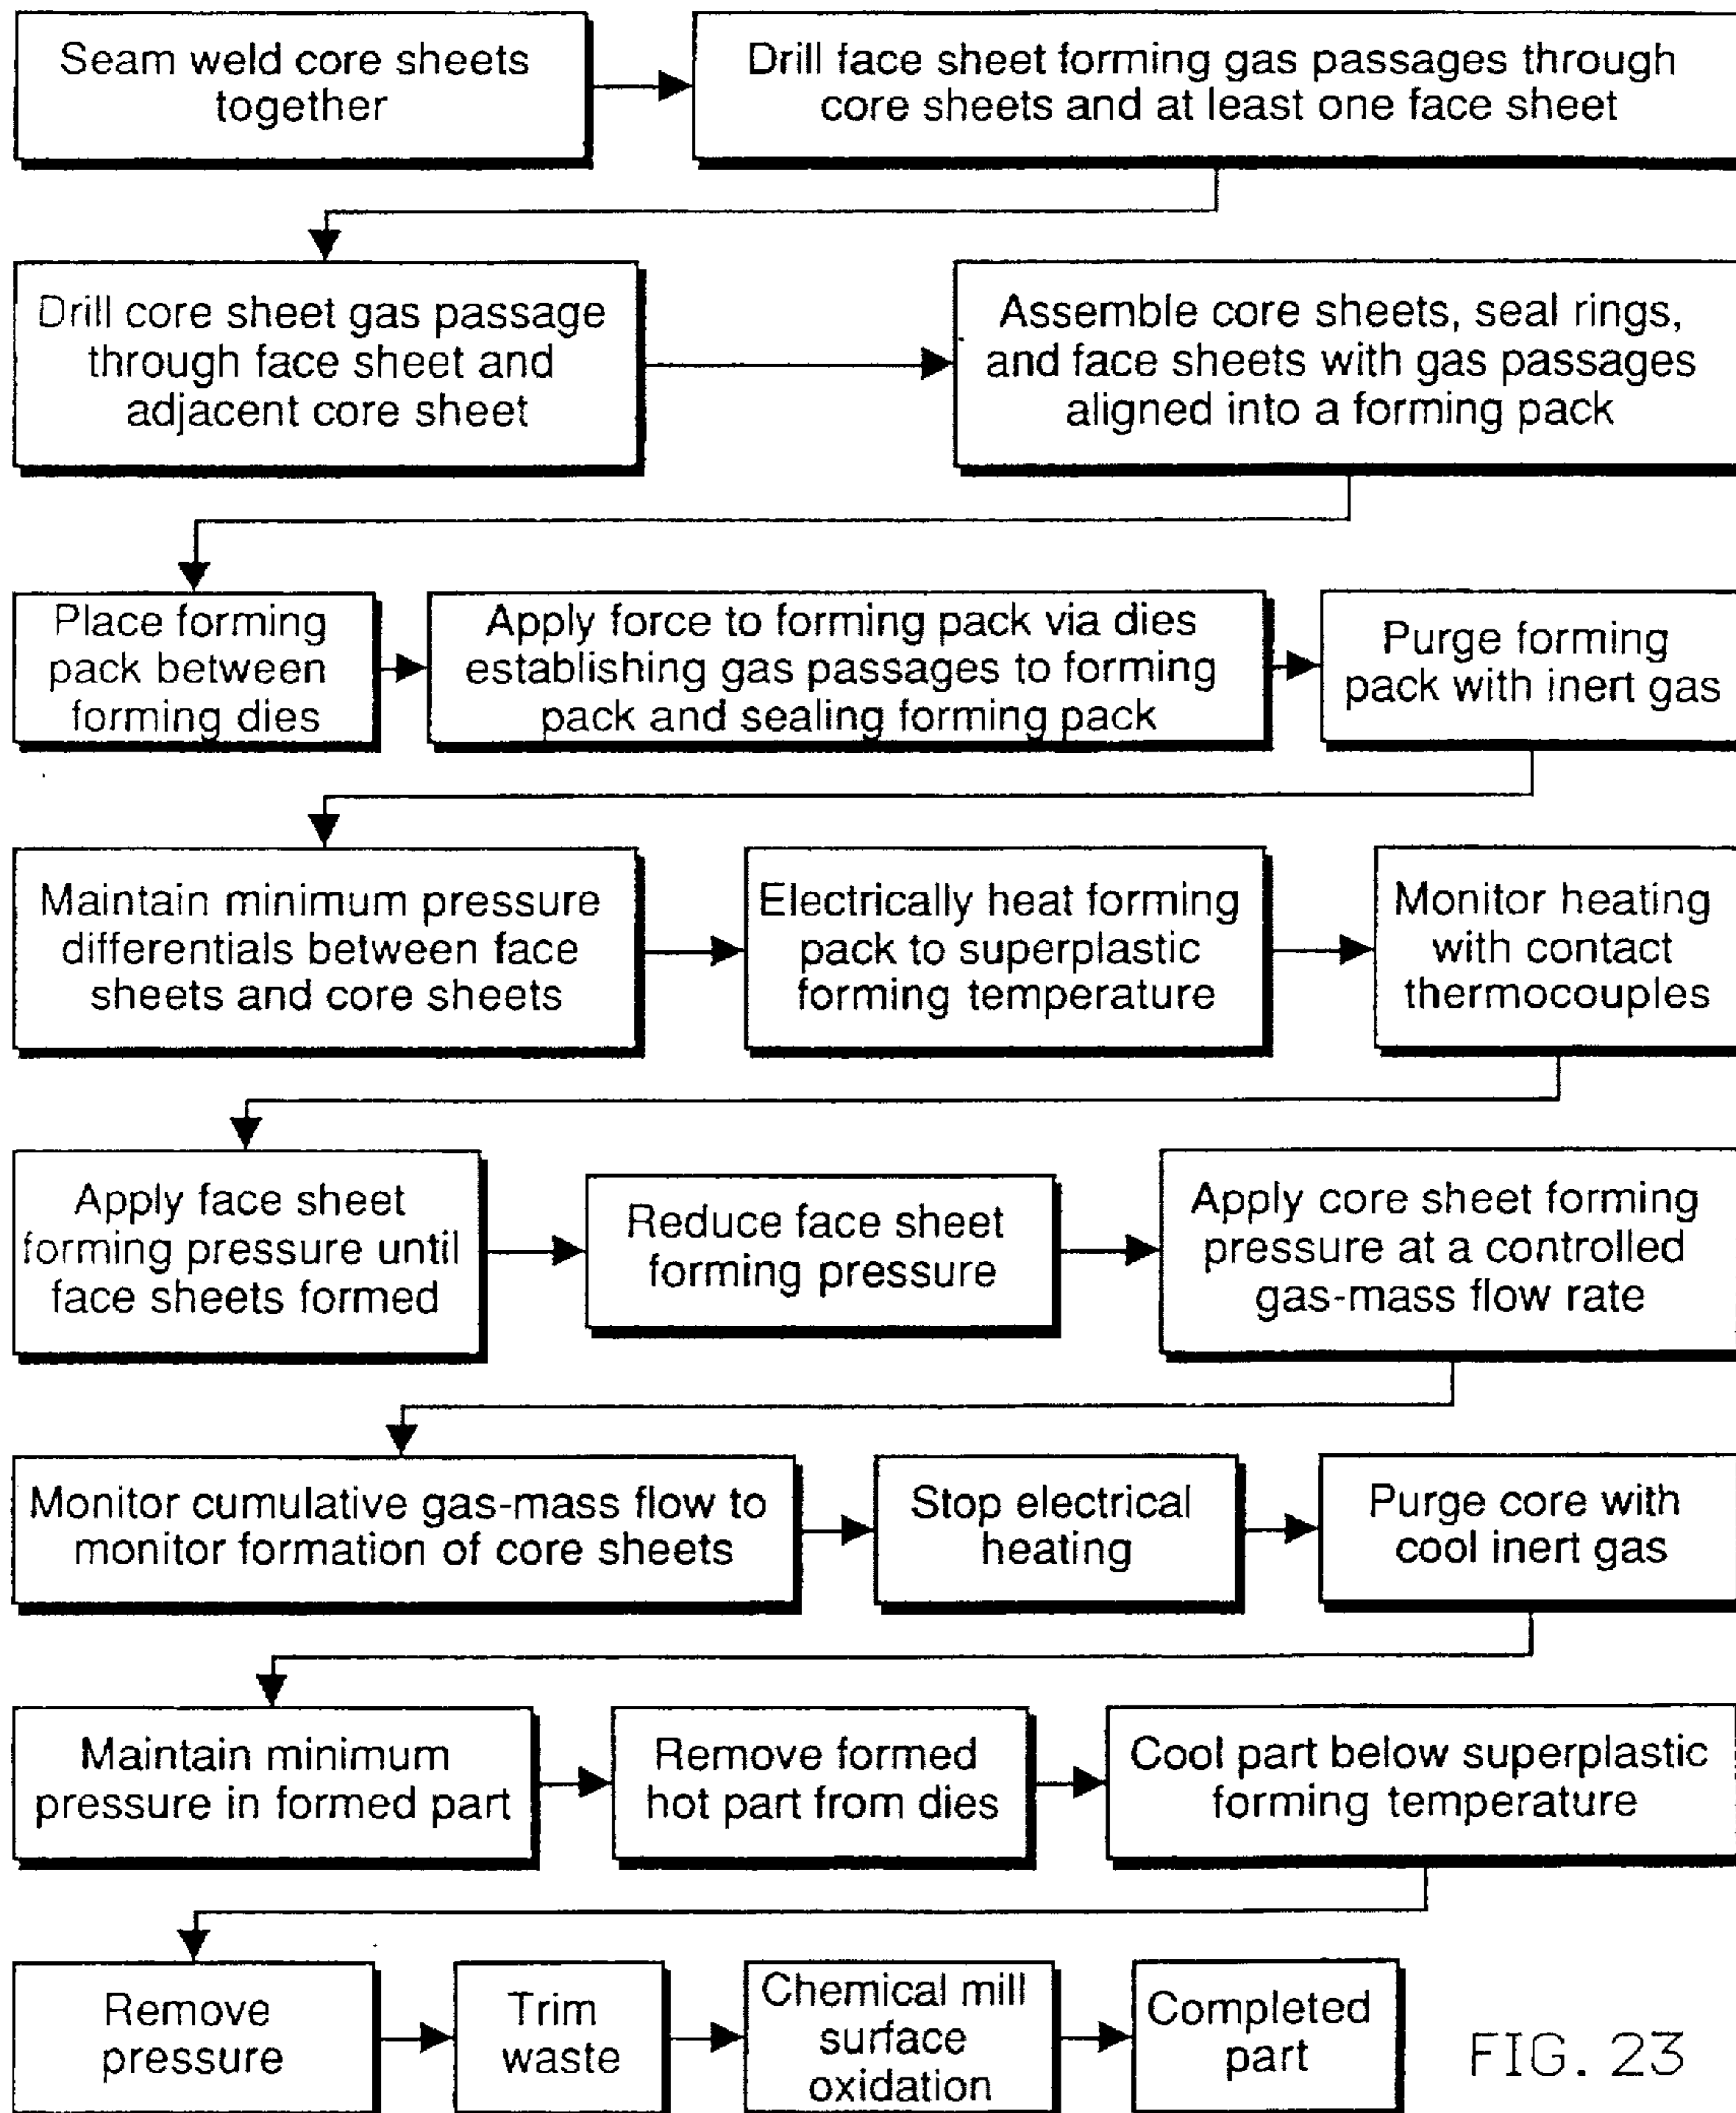 Seam weld core sheets
together
Drill face sheet forming gas passages through
core sheets and at least one face sheet
Drill core sheet gas passage
through face sheet and
adjacent core sheet
Assemble core sheets, seal rings,
and face sheets with gas passages
aligned into a forming pack
Place forming
pack between
forming dies
Apply force to forming pack via dies
establishing gas passages to forming
pack and sealing forming pack
Purge forming
pack with inert gas
Maintain minimum pressure
differentials between face
sheets and core sheets
Electrically heat forming
pack to superplastic
forming temperature
Monitor heating
with contact
thermocouples
Apply face sheet
forming pressure until
face sheets formed
Reduce face sheet
forming pressure
Apply core sheet forming
pressure at a controlled
gas-mass flow rate
Monitor cumulative gas-mass flow to
monitor formation of core sheets
Stop electrical
heating
Purge core with
cool inert gas
Maintain minimum
pressure in formed part
Remove formed
hot part from dies
Cool part below superplastic
forming temperature
Remove
pressure
Trim
waste
Chemical mill
surface
oxidation
Completed
part
FIG. 23